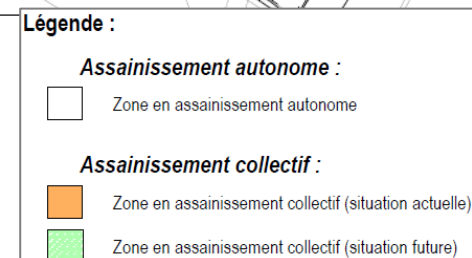 Légende :
Assainissement autonome :
Zone en assainissement autonome
Assainissement collectif :
Zone en assainissement collectif (situation actuelle)
Zone en assainissement collectif (situation future)